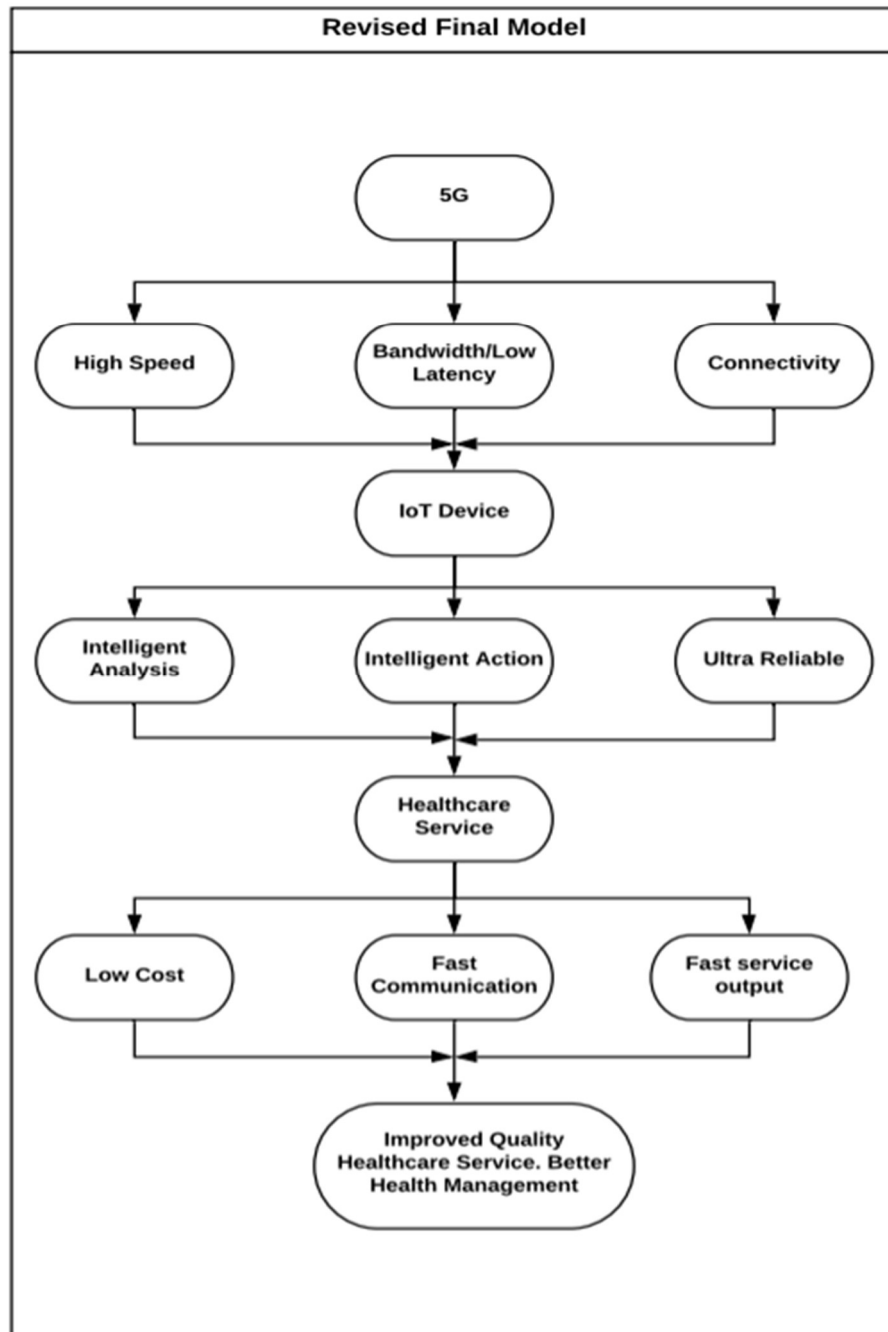 Revised Final Model
5G
High Speed
Bandwidth/Low
Latency
Connectivity
IoT Device
Intelligent
Analysis
Intelligent Action
Ultra Reliable
Healthcare
Service
Low Cost
Fast
Communication
Fast service
output
Improved Quality
Healthcare Service. Better
Health Management